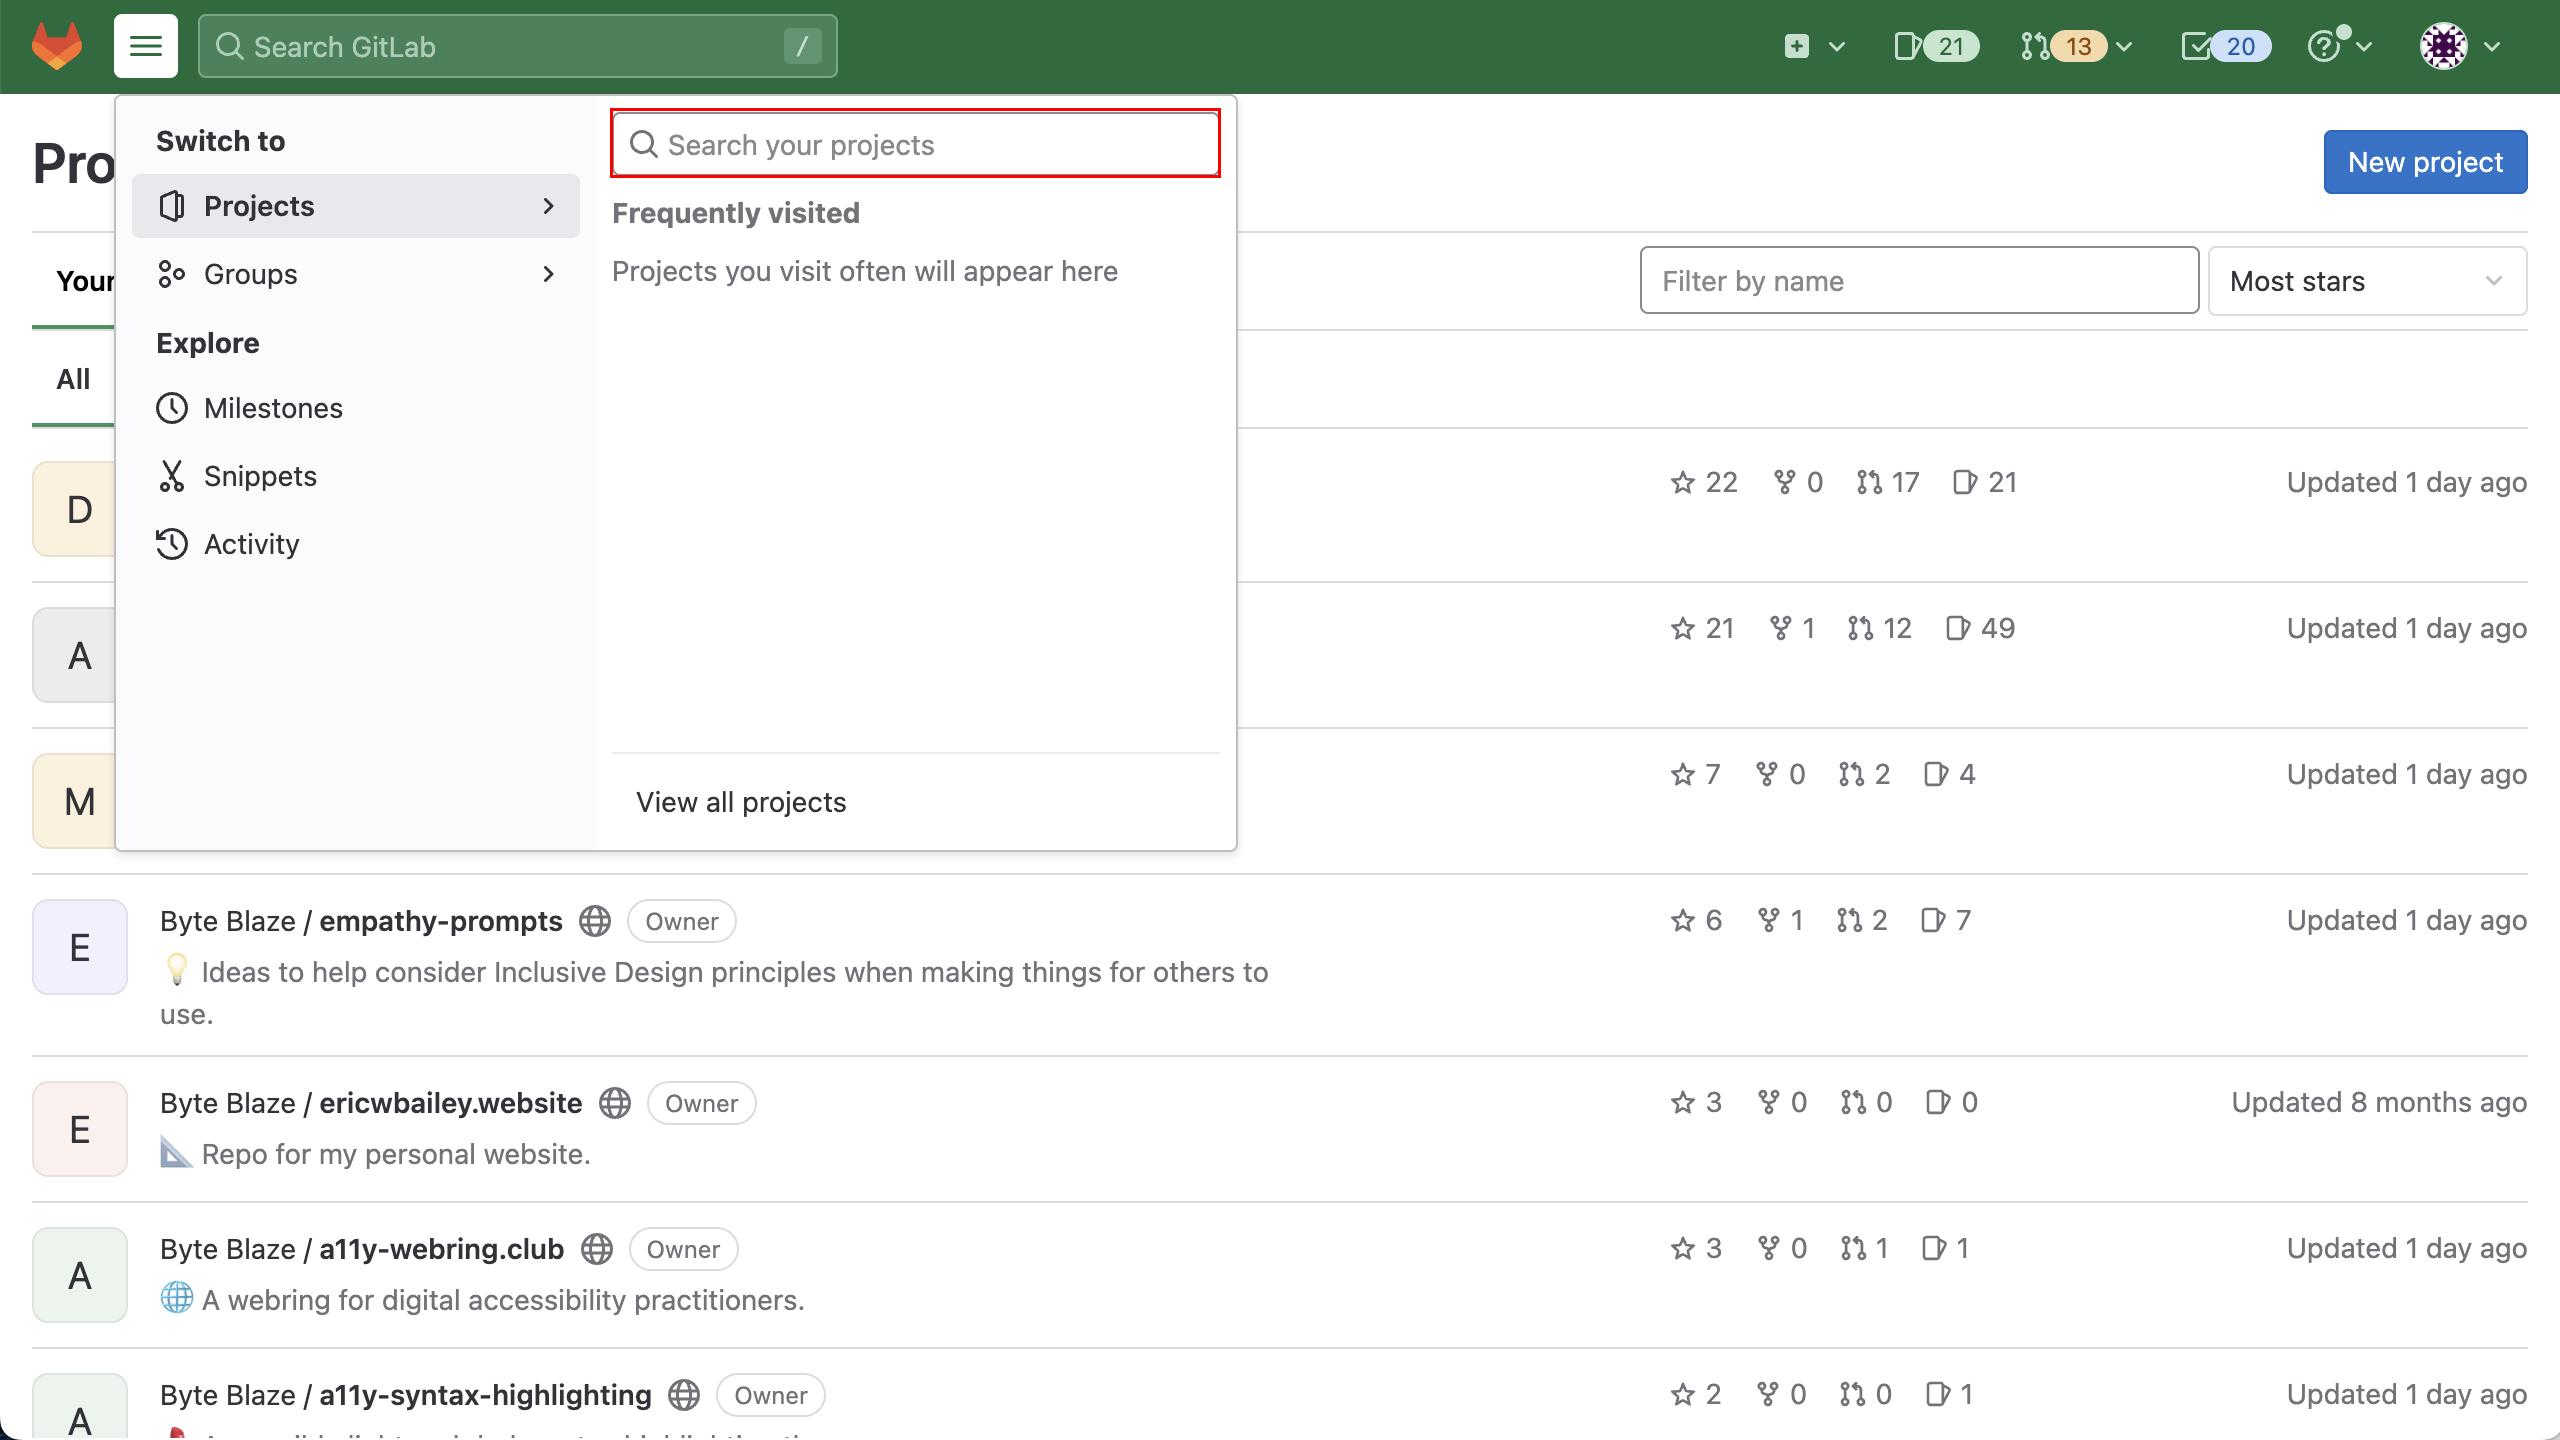 Search GitLab /
21
13
20
Pro
New project
Switch to
Projects
Groups
Explore
Milestones
Snippets
Activity
Search your projects
Frequently visited
Projects you visit often will appear here
View all projects
Your
Filter by name
Most stars
All
D
22 0 17 21
Updated 1 day ago
A
21 1 12 49
Updated 1 day ago
M
7 0 2 4
Updated 1 day ago
E
Byte Blaze / empathy-prompts Owner
6 1 2 7
Updated 1 day ago
Ideas to help consider Inclusive Design principles when making things for others to
use.
E
Byte Blaze / ericwbailey.website Owner
3 0 0 0
Updated 8 months ago
Repo for my personal website.
A
Byte Blaze / a11y-webring.club Owner
3 0 1 1
Updated 1 day ago
A webring for digital accessibility practitioners.
A
Byte Blaze / a11y-syntax-highlighting Owner
2 0 0 1
Updated 1 day ago